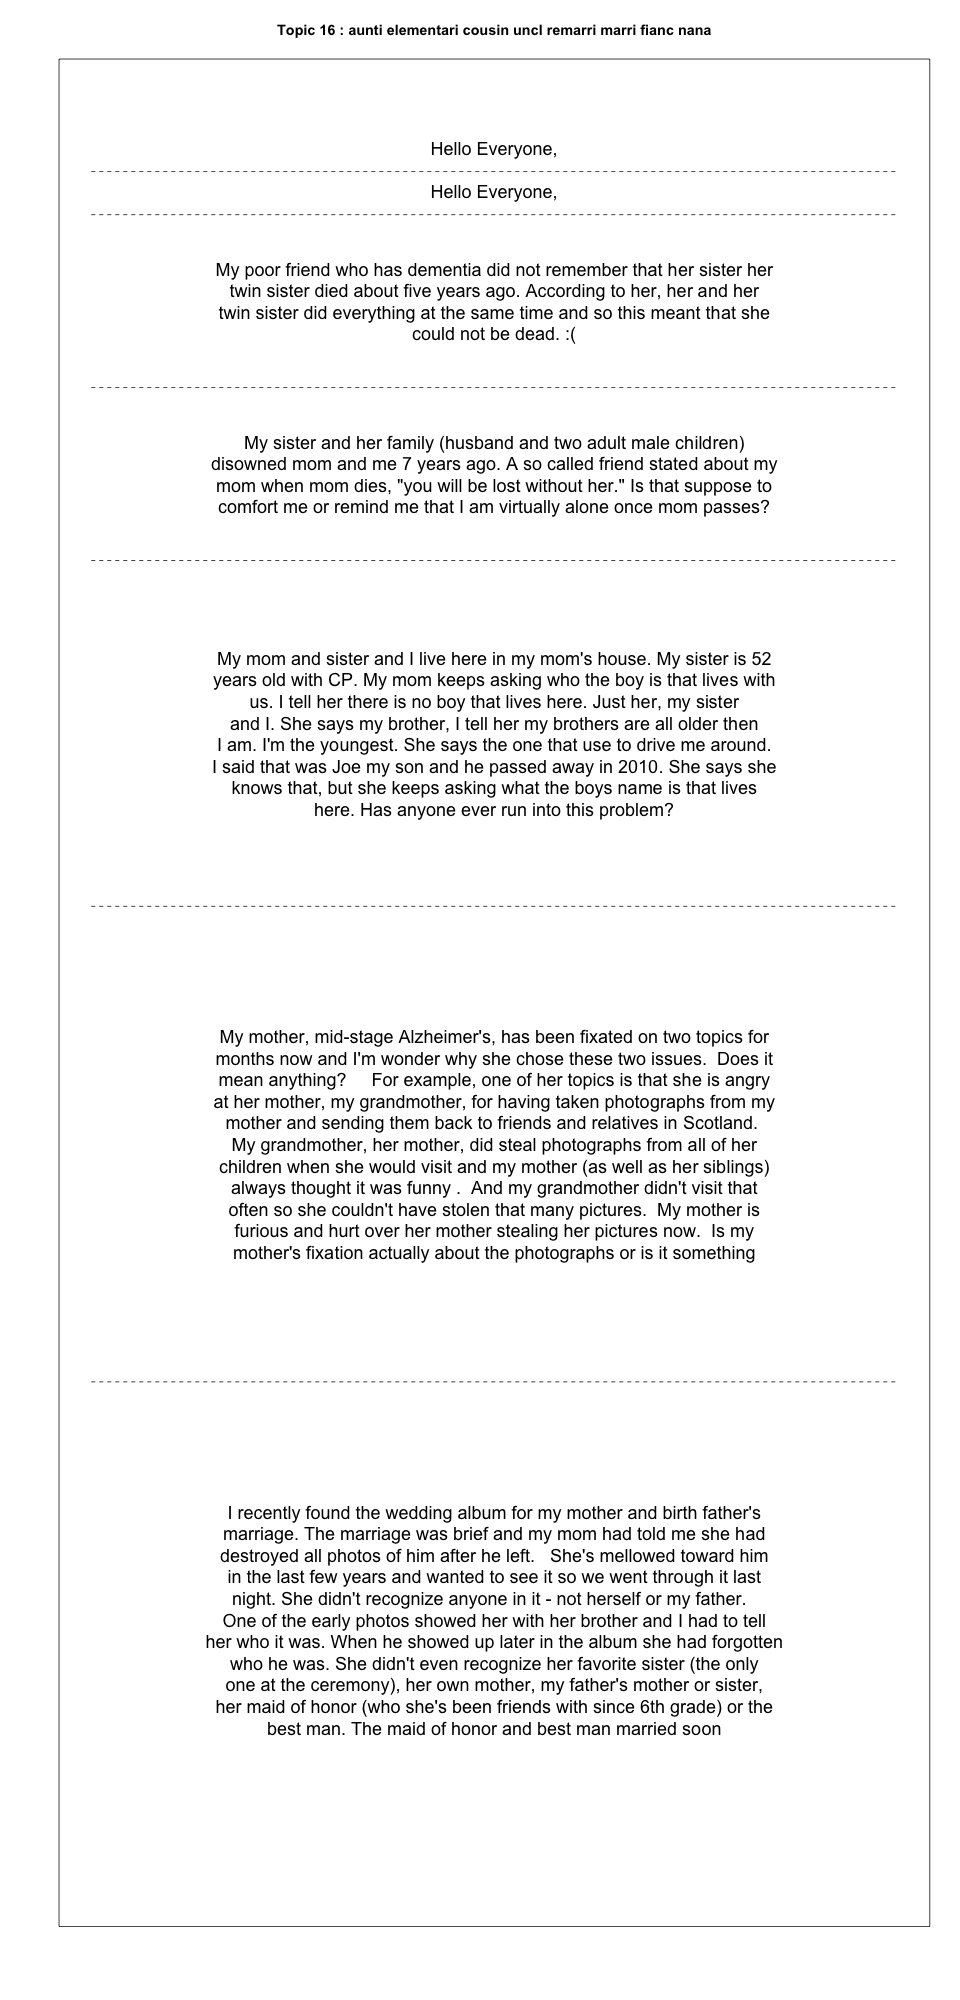 Topic 16 : aunti elementari cousin uncl remarri marri fianc nana
Hello Everyone,
Hello Everyone,
My poor friend who has dementia did not remember that her sister her
twin sister died about five years ago. According to her, her and her
twin sister did everything at the same time and so this meant that she
could not be dead. :(
My sister and her family (husband and two adult male children)
disowned mom and me 7 years ago. A so called friend stated about my
mom when mom dies, "you will be lost without her." Is that suppose to
comfort me or remind me that I am virtually alone once mom passes?
My mom and sister and I live here in my mom's house. My sister is 52
years old with CP. My mom keeps asking who the boy is that lives with
us. I tell her there is no boy that lives here. Just her, my sister
and I. She says my brother, I tell her my brothers are all older then
I am. I'm the youngest. She says the one that use to drive me around.
I said that was Joe my son and he passed away in 2010. She says she
knows that, but she keeps asking what the boys name is that lives
here. Has anyone ever run into this problem?
My mother, mid-stage Alzheimer's, has been fixated on two topics for
months now and I'm wonder why she chose these two issues.  Does it
mean anything?     For example, one of her topics is that she is angry
at her mother, my grandmother, for having taken photographs from my
mother and sending them back to friends and relatives in Scotland.
My grandmother, her mother, did steal photographs from all of her
children when she would visit and my mother (as well as her siblings)
always thought it was funny .  And my grandmother didn't visit that
often so she couldn't have stolen that many pictures.  My mother is
furious and hurt over her mother stealing her pictures now.  Is my
mother's fixation actually about the photographs or is it something
I recently found the wedding album for my mother and birth father's
marriage. The marriage was brief and my mom had told me she had
destroyed all photos of him after he left.   She's mellowed toward him
in the last few years and wanted to see it so we went through it last
night. She didn't recognize anyone in it - not herself or my father.
One of the early photos showed her with her brother and I had to tell
her who it was. When he showed up later in the album she had forgotten
who he was. She didn't even recognize her favorite sister (the only
one at the ceremony), her own mother, my father's mother or sister,
her maid of honor (who she's been friends with since 6th grade) or the
best man. The maid of honor and best man married soon